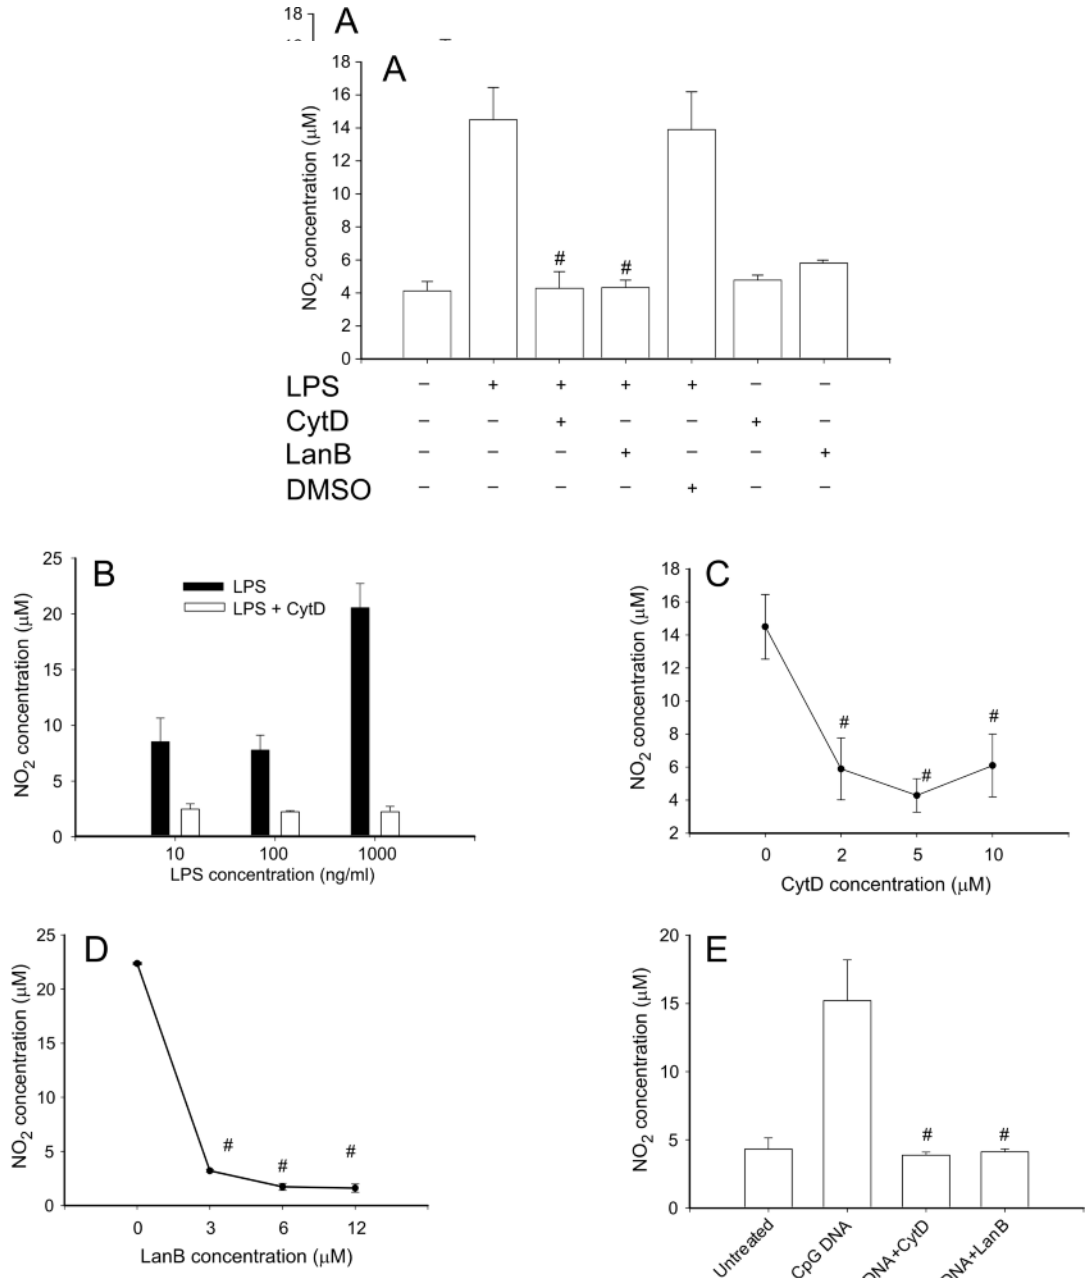 18
A
A
18
16
14
12
10
8
6
4
2
0
NO2 concentration (μM)
# #
LPS – + + + + – –
CytD – – + – – + –
LanB – – – + – – +
DMSO – – – – + – –
B
25
20
15
10
5
0
NO2 concentration (μM)
LPS
LPS + CytD
10 100 1000
LPS concentration (ng/ml)
C
18
16
14
12
10
8
6
4
2
NO2 concentration (μM)
# # #
0 2 5 10
CytD concentration (μM)
D
25
20
15
10
5
0
NO2 concentration (μM)
# # #
0 3 6 12
LanB concentration (μM)
E
20
15
10
5
0
NO2 concentration (μM)
# #
Untreated
CpG DNA
DNA+CytD
DNA+LanB